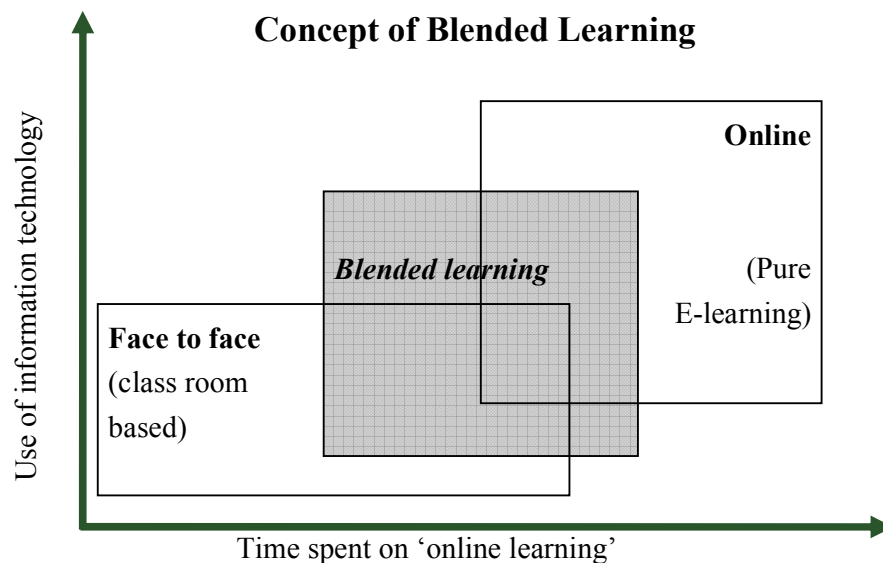 Concept of Blended Learning
Use of information technology
Online
Blended learning
(Pure
E-learning)
Face to face
(class room
based)
Time spent on ‘online learning’